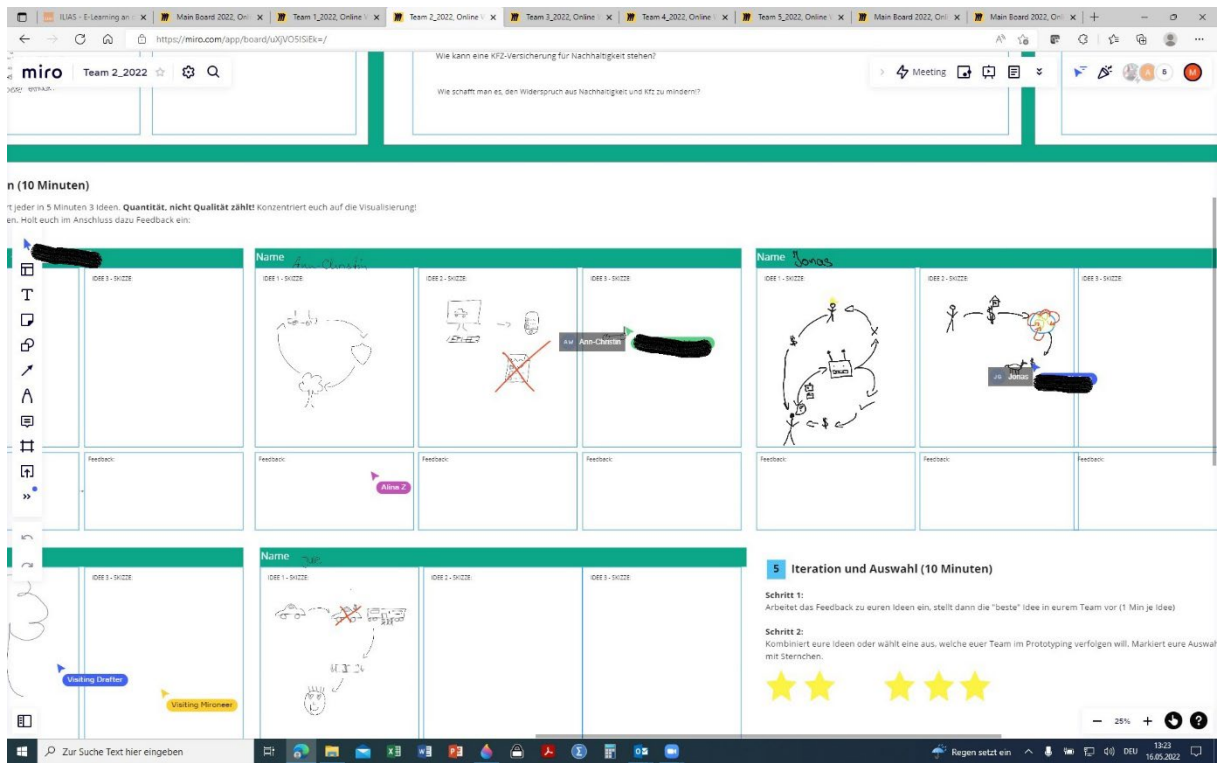 ILIAS - E-Learning an
Main Board 2022, Onl
Team 1_2022, Online
Team 2_2022, Online V
Team 3_2022, Online
Team 4_2022, Online
Team 5_2022, Online
Main Board 2022, Onl
Main Board 2022, Onl
https://miro.com/app/board/uXjVO5ISiEk=/
miro
Team 2_2022
Meeting
5
M
Wie kann eine KFZ-Versicherung für Nachhaltigkeit stehen?
Wie schafft man es, den Widerspruch aus Nachhaltigkeit und Kfz zu mindern!?
n (10 Minuten)
rt jeder in 5 Minuten 3 Ideen. Quantität, nicht Qualität zählt! Konzentriert euch auf die Visualisierung!
en. Holt euch im Anschluss dazu Feedback ein:
Name Ann-Christin
Name Jonas
IDEE 3 - SKIZZE:
IDEE 1 - SKIZZE:
IDEE 2 - SKIZZE:
IDEE 3 - SKIZZE:
IDEE 1 - SKIZZE:
IDEE 2 - SKIZZE:
IDEE 3 - SKIZZE:
AW Ann-Christin
JG Jonas
Feedback:
Feedback:
Feedback:
Feedback:
Feedback:
Feedback:
Feedback:
Aline Z
Name
IDEE 3 - SKIZZE:
IDEE 1 - SKIZZE:
IDEE 2 - SKIZZE:
IDEE 3 - SKIZZE:
Visiting Drafter
Visiting Mironeer
5 Iteration und Auswahl (10 Minuten)
Schritt 1:
Arbeitet das Feedback zu euren Ideen ein, stellt dann die "beste" Idee in eurem Team vor (1 Min je Idee)
Schritt 2:
Kombiniert eure Ideen oder wählt eine aus, welche euer Team im Prototyping verfolgen will. Markiert eure Auswah
mit Sternchen.
25%
Zur Suche Text hier eingeben
Regen setzt ein
DEU
13:23
16.05.2022